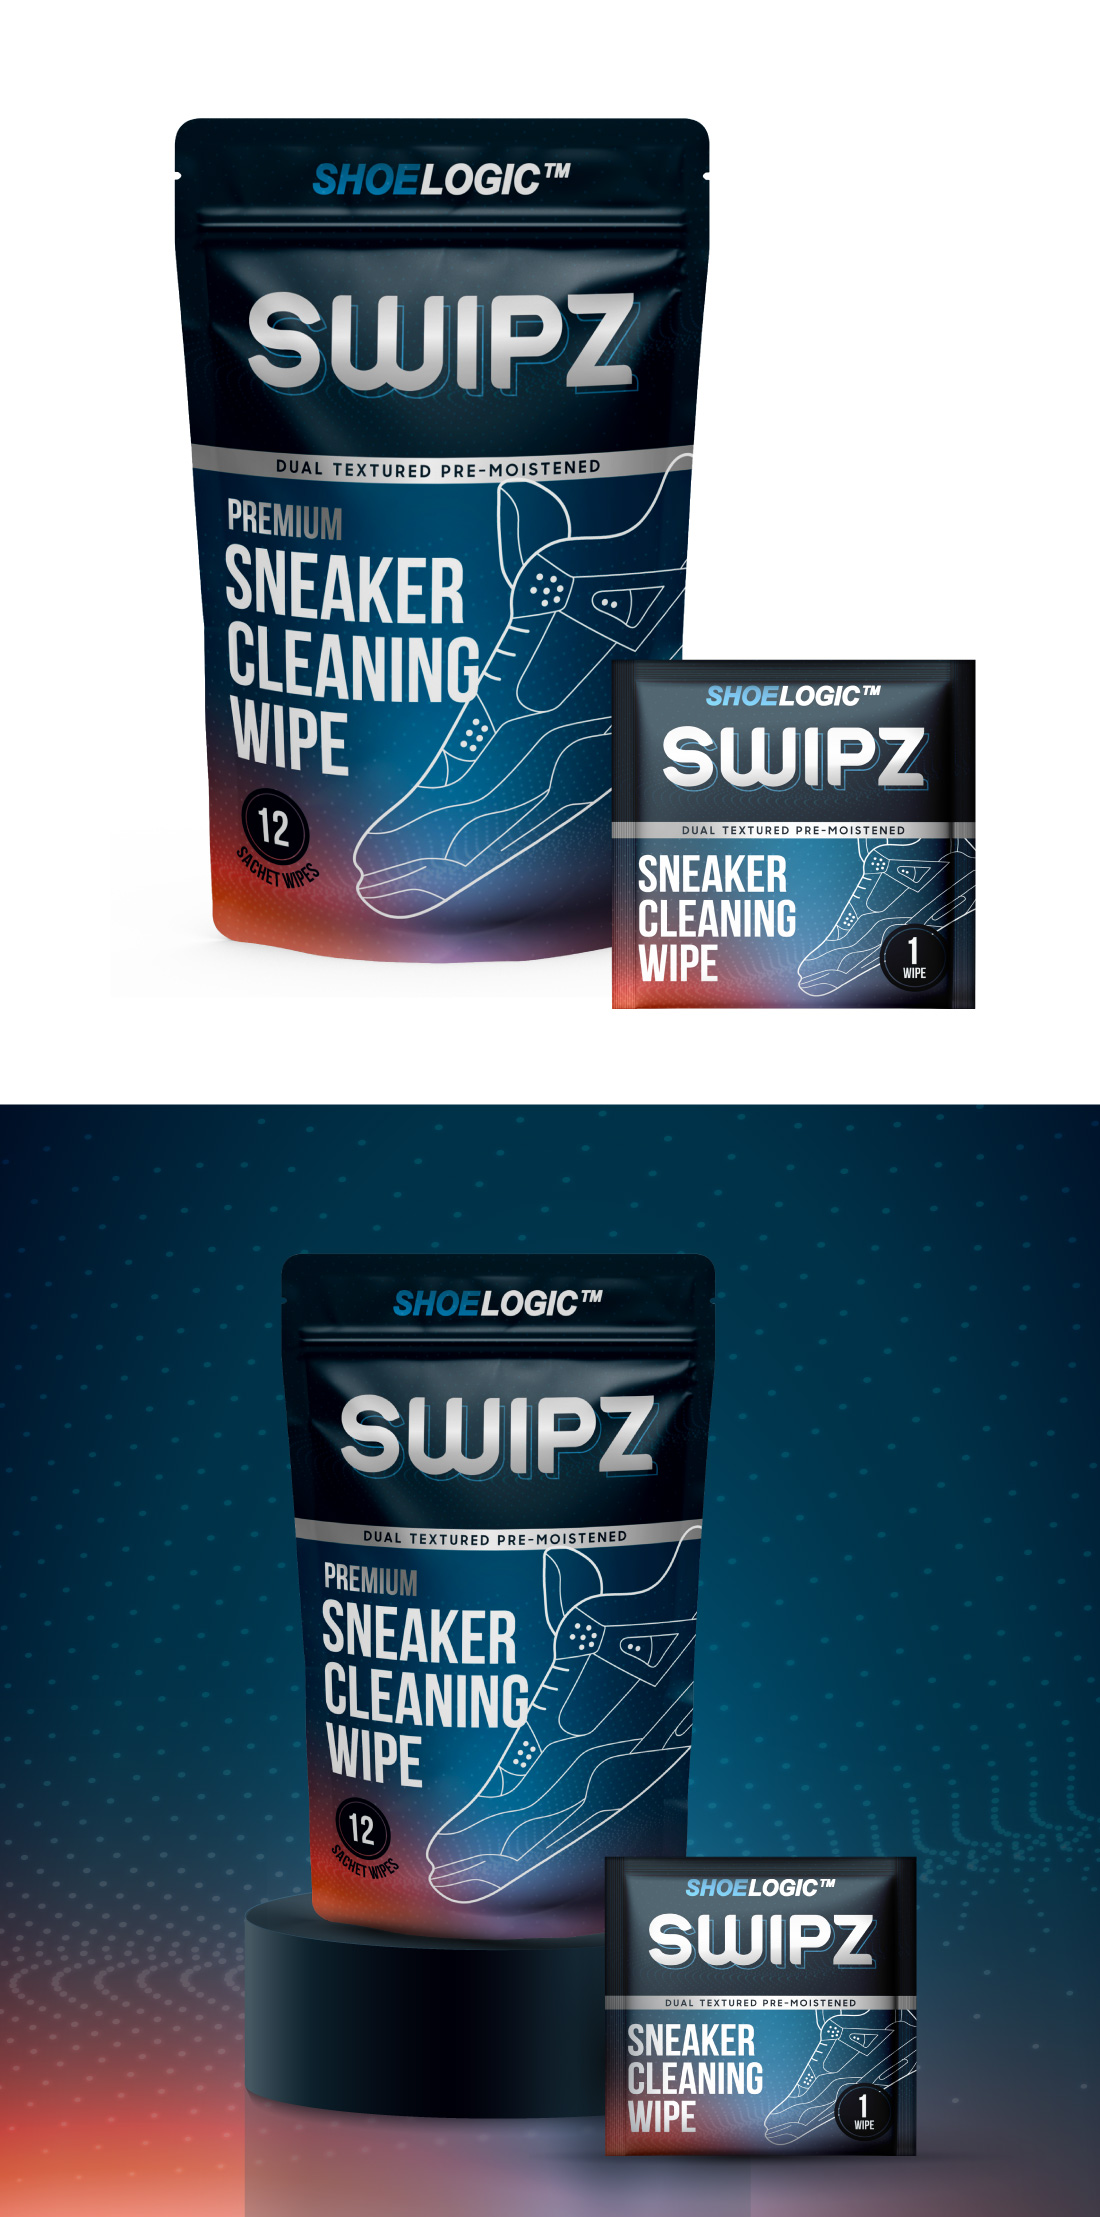 SHOELOGIC™
SWIPZ
DUAL TEXTURED PRE-MOISTENED
PREMIUM
SNEAKER
CLEANING
WIPE
12
SACHET WIPES
SHOELOGIC™
SWIPZ
DUAL TEXTURED PRE-MOISTENED
SNEAKER
CLEANING
WIPE
1
WIPE
SHOELOGIC™
SWIPZ
DUAL TEXTURED PRE-MOISTENED
PREMIUM
SNEAKER
CLEANING
WIPE
12
SACHET WIPES
SHOELOGIC™
SWIPZ
DUAL TEXTURED PRE-MOISTENED
SNEAKER
CLEANING
WIPE
1
WIPE